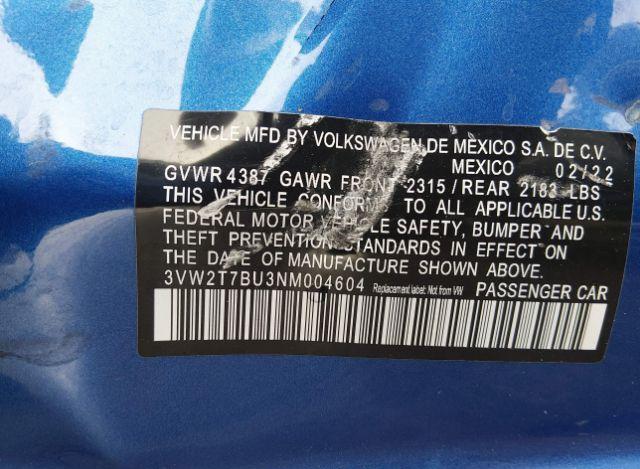 VEHICLE MFD BY VOLKSWAGEN DE MEXICO S.A. DE C.V.
MEXICO 02/22
GVWR 4387 GAWR FRONT 2315 / REAR 2183 LBS
THIS VEHICLE CONFORMS TO ALL APPLICABLE U.S.
FEDERAL MOTOR VEHICLE SAFETY, BUMPER AND
THEFT PREVENTION STANDARDS IN EFFECT ON
THE DATE OF MANUFACTURE SHOWN ABOVE.
3VW2T7BU3NM004604 Replacement label: Not from VW PASSENGER CAR